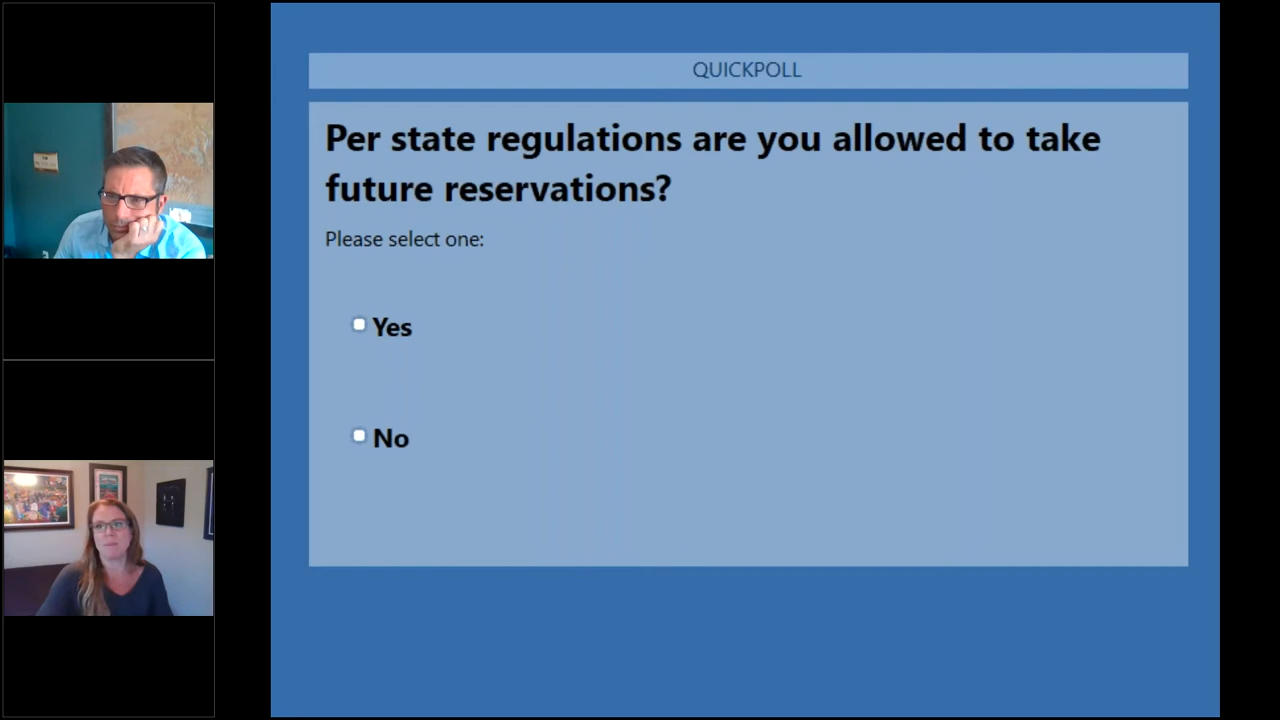 QUICKPOLL
Per state regulations are you allowed to take
future reservations?
Please select one:
Yes
No